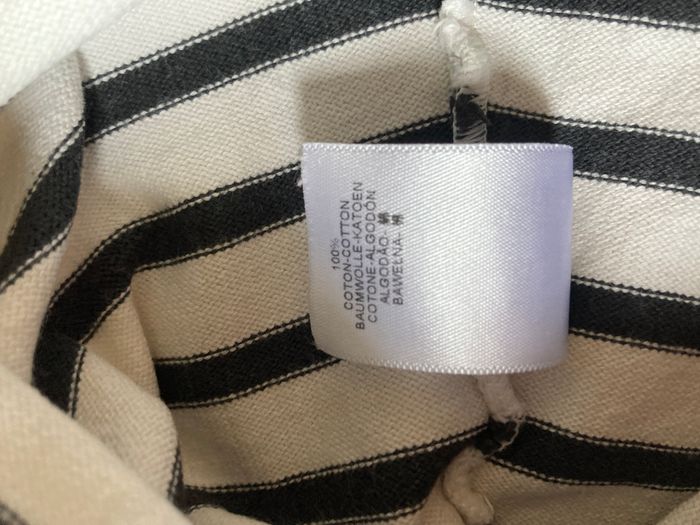 100%
COTON-COTTON
BAUMWOLLE-KATOEN
COTONE-ALGODÓN
ALGODÃO-棉
BAWEŁNA-棉